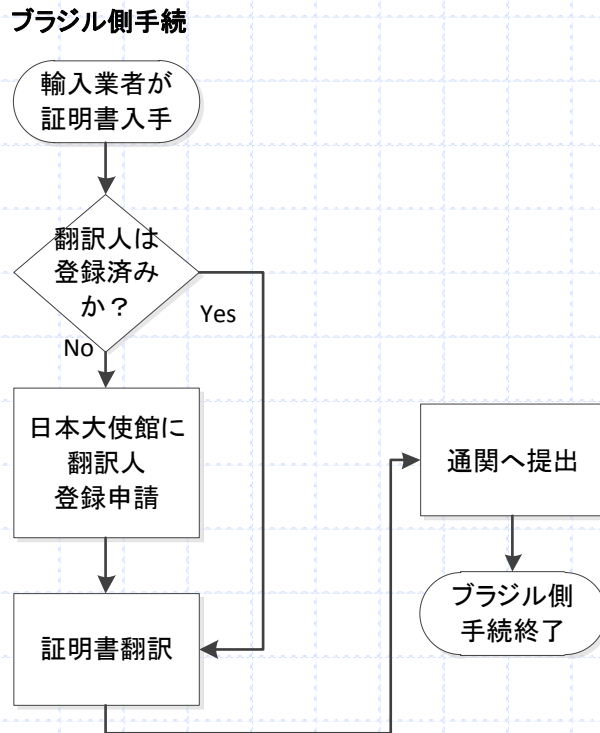 ブラジル側手続
輸入業者が
証明書入手
翻訳人は
登録済み
か?
Yes
No
日本大使館に
翻訳人
登録申請
証明書翻訳
通関へ提出
ブラジル側
手続終了